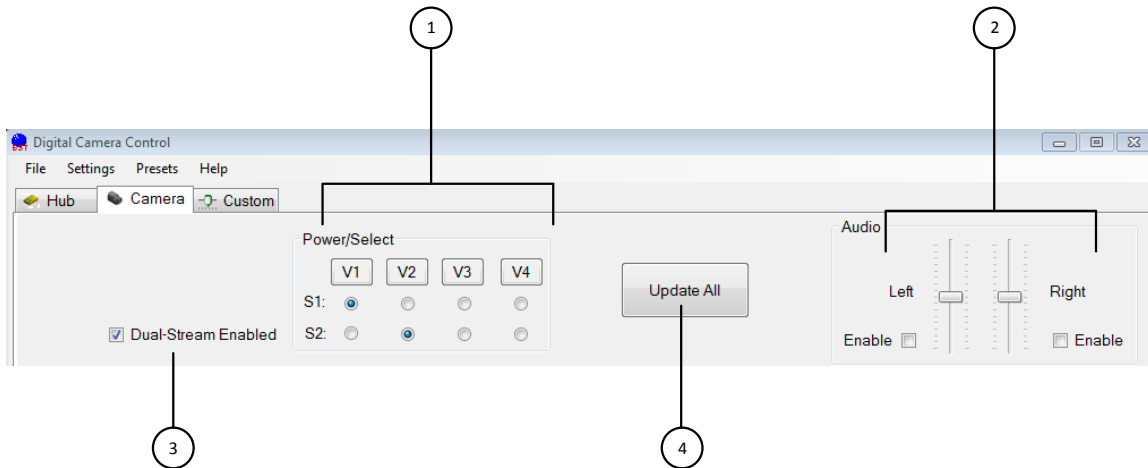 1
2
BST Digital Camera Control
File Settings Presets Help
Hub Camera Custom
Power/Select
Audio
V1 V2 V3 V4
Update All
S1:
Left Right
Dual-Stream Enabled S2:
Enable Enable
3
4